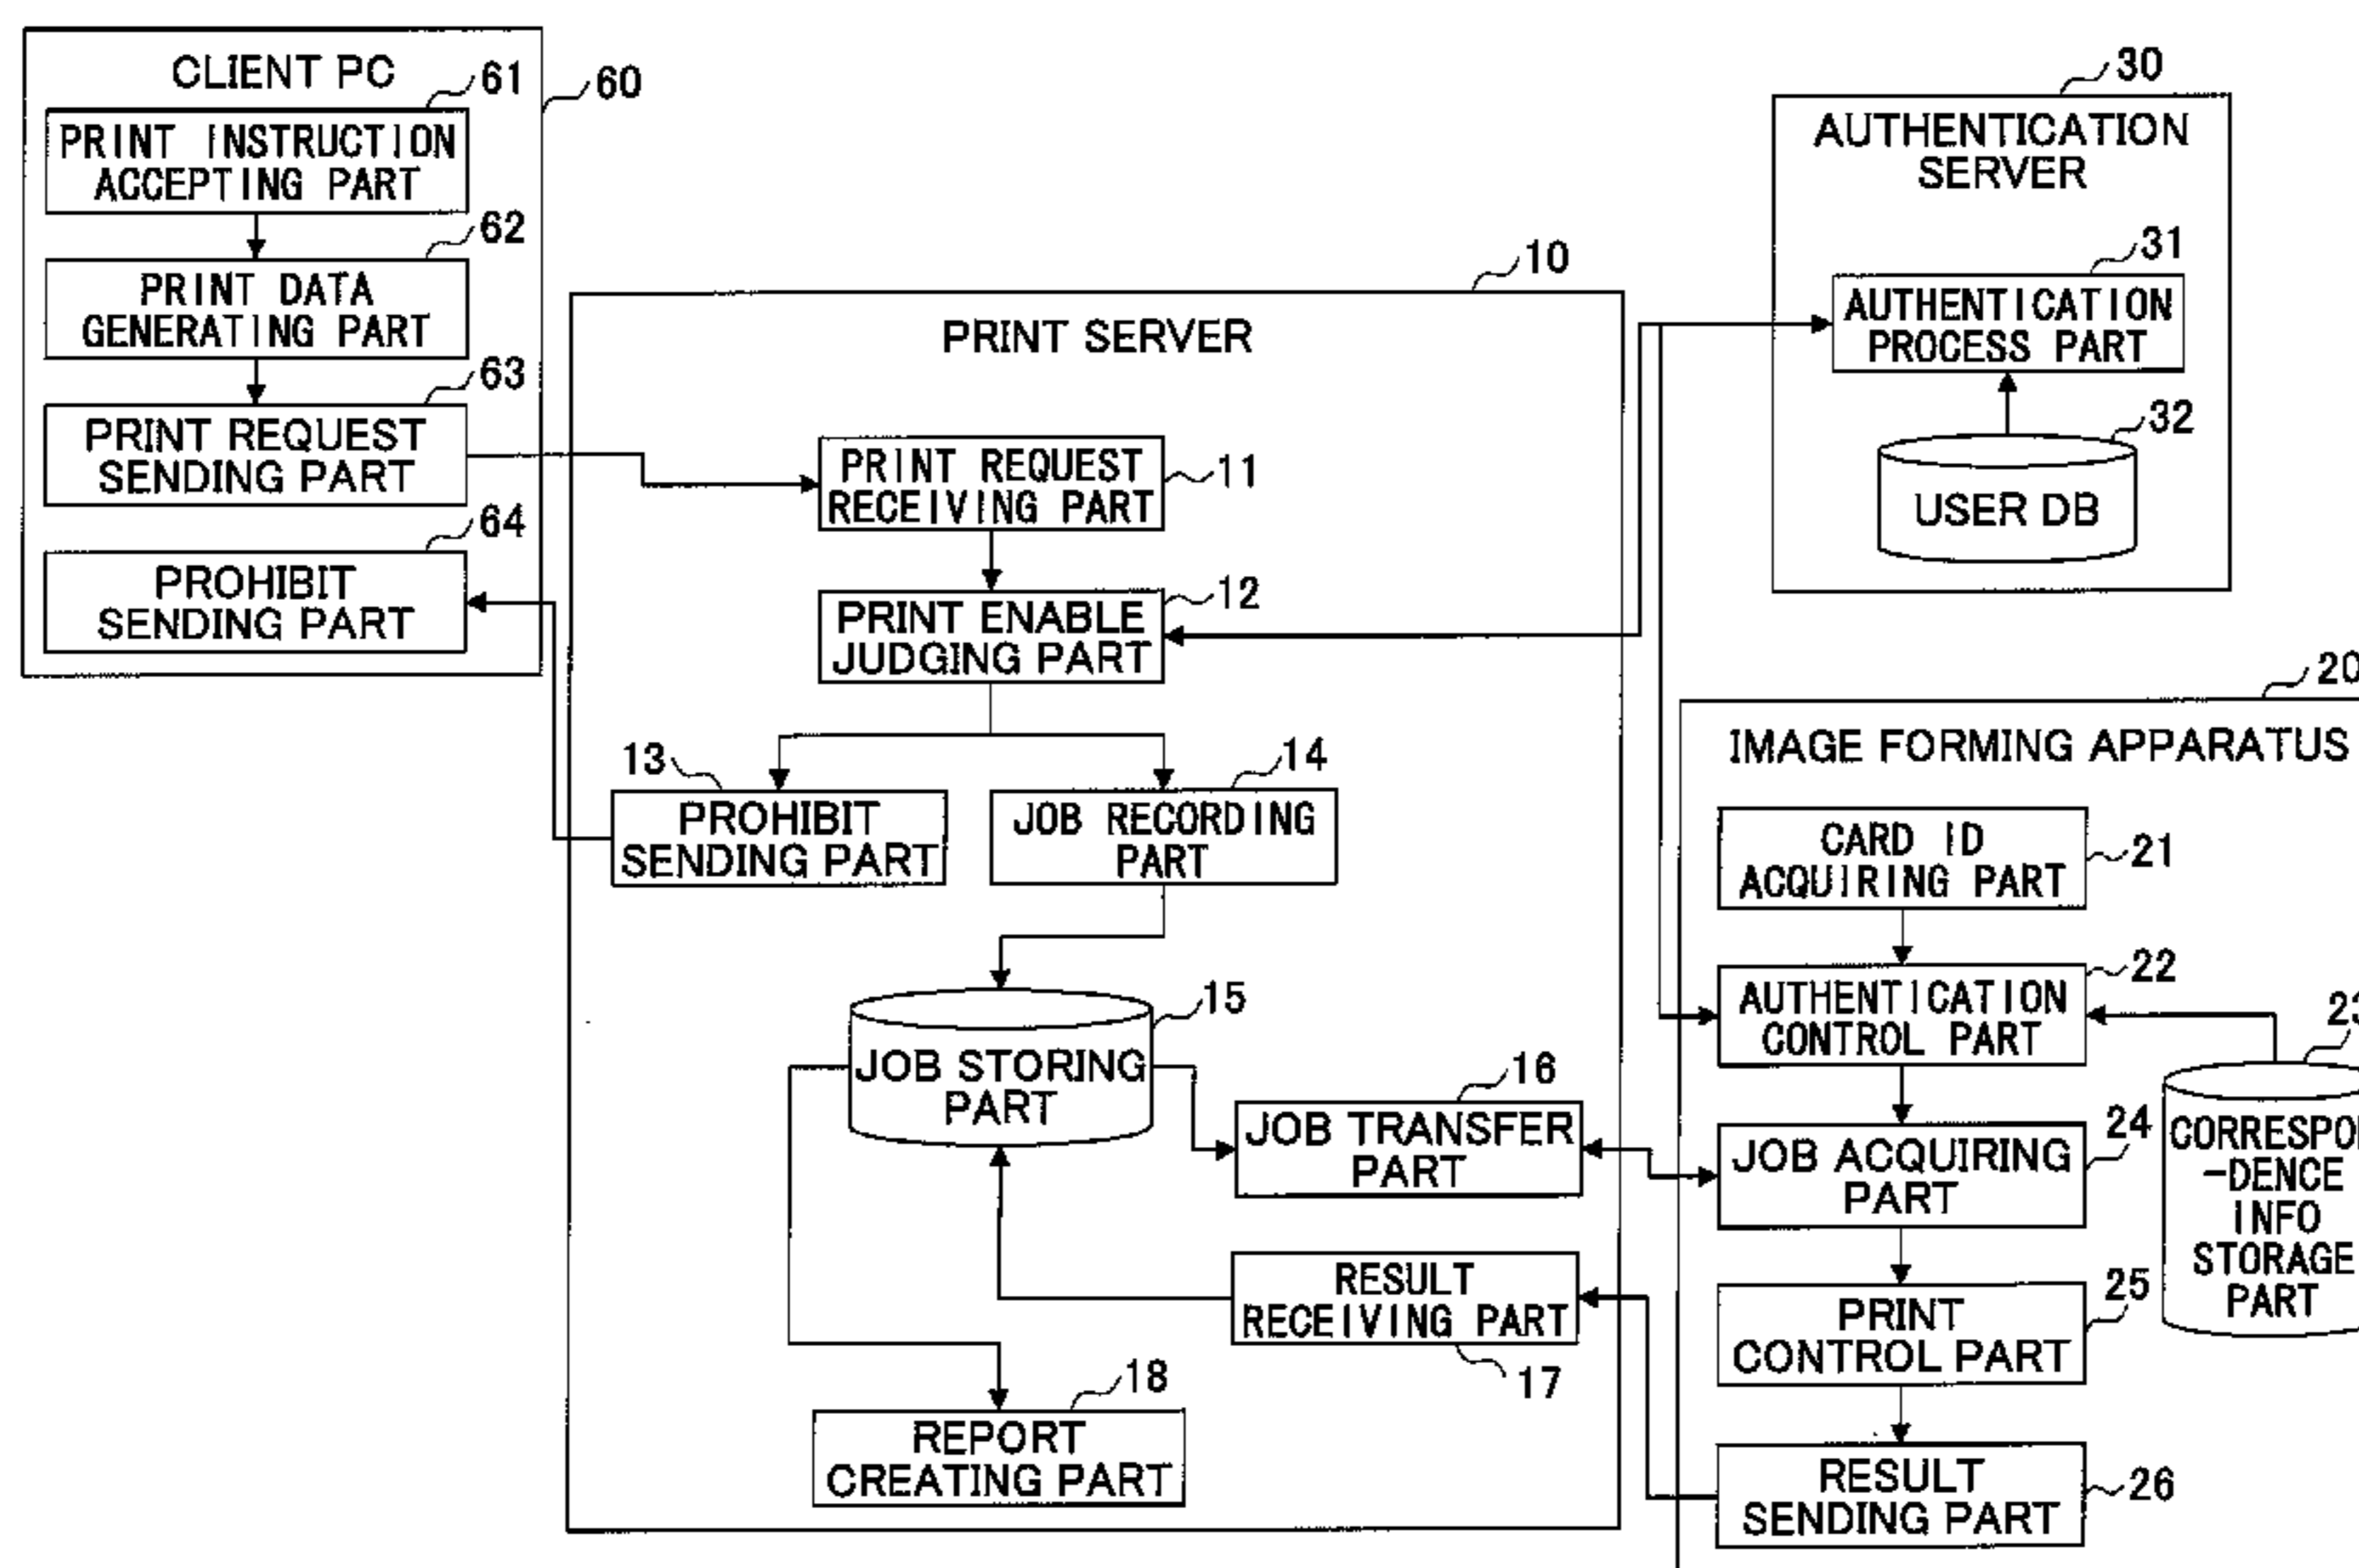 CLIENT PC
60
61
PRINT INSTRUCTION
ACCEPTING PART
62
PRINT DATA
GENERATING PART
63
PRINT REQUEST
SENDING PART
64
PROHIBIT
SENDING PART
10
PRINT SERVER
PRINT REQUEST
RECEIVING PART
11
PRINT ENABLE
JUDGING PART
12
13
PROHIBIT
SENDING PART
14
JOB RECORDING
PART
15
JOB STORING
PART
16
JOB TRANSFER
PART
RESULT
RECEIVING PART
17
18
REPORT
CREATING PART
30
AUTHENTICATION
SERVER
31
AUTHENTICATION
PROCESS PART
32
USER DB
20
IMAGE FORMING APPARATUS
CARD ID
ACQUIRING PART
21
22
AUTHENTICATION
CONTROL PART
23
CORRESPON
-DENCE
INFO
STORAGE
PART
24
JOB ACQUIRING
PART
25
PRINT
CONTROL PART
RESULT
SENDING PART
26